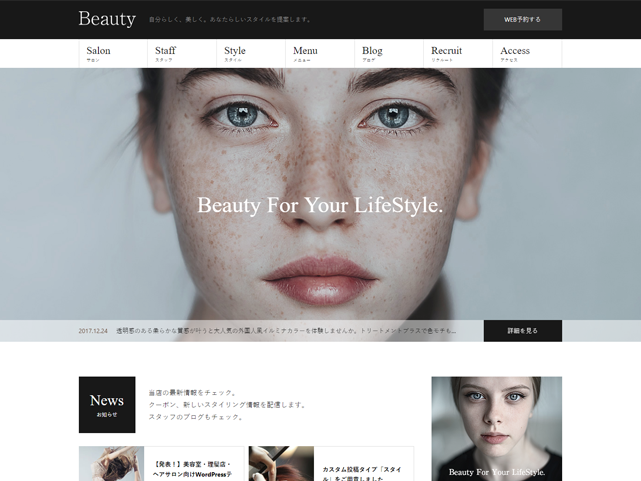 Beauty
自分らしく、美しく。あなたらしいスタイルを提案します。
WEB予約する
Salon
サロン
Staff
スタッフ
Style
スタイル
Menu
メニュー
Blog
ブログ
Recruit
リクルート
Access
アクセス
Beauty For Your LifeStyle.
2017.12.24 透明感のある柔らかな質感が叶うと大人気の外国人風イルミナカラーを体験しませんか。トリートメントプラスで色モチも...
詳細を見る
News
お知らせ
当店の最新情報をチェック。
クーポン、新しいスタイリング情報を配信します。
スタッフのブログもチェック。
【発表！】美容室・理髪店・
ヘアサロン向けWordPressテ
カスタム投稿タイプ「スタイ
ル」をご用意しました
Beauty For Your LifeStyle.